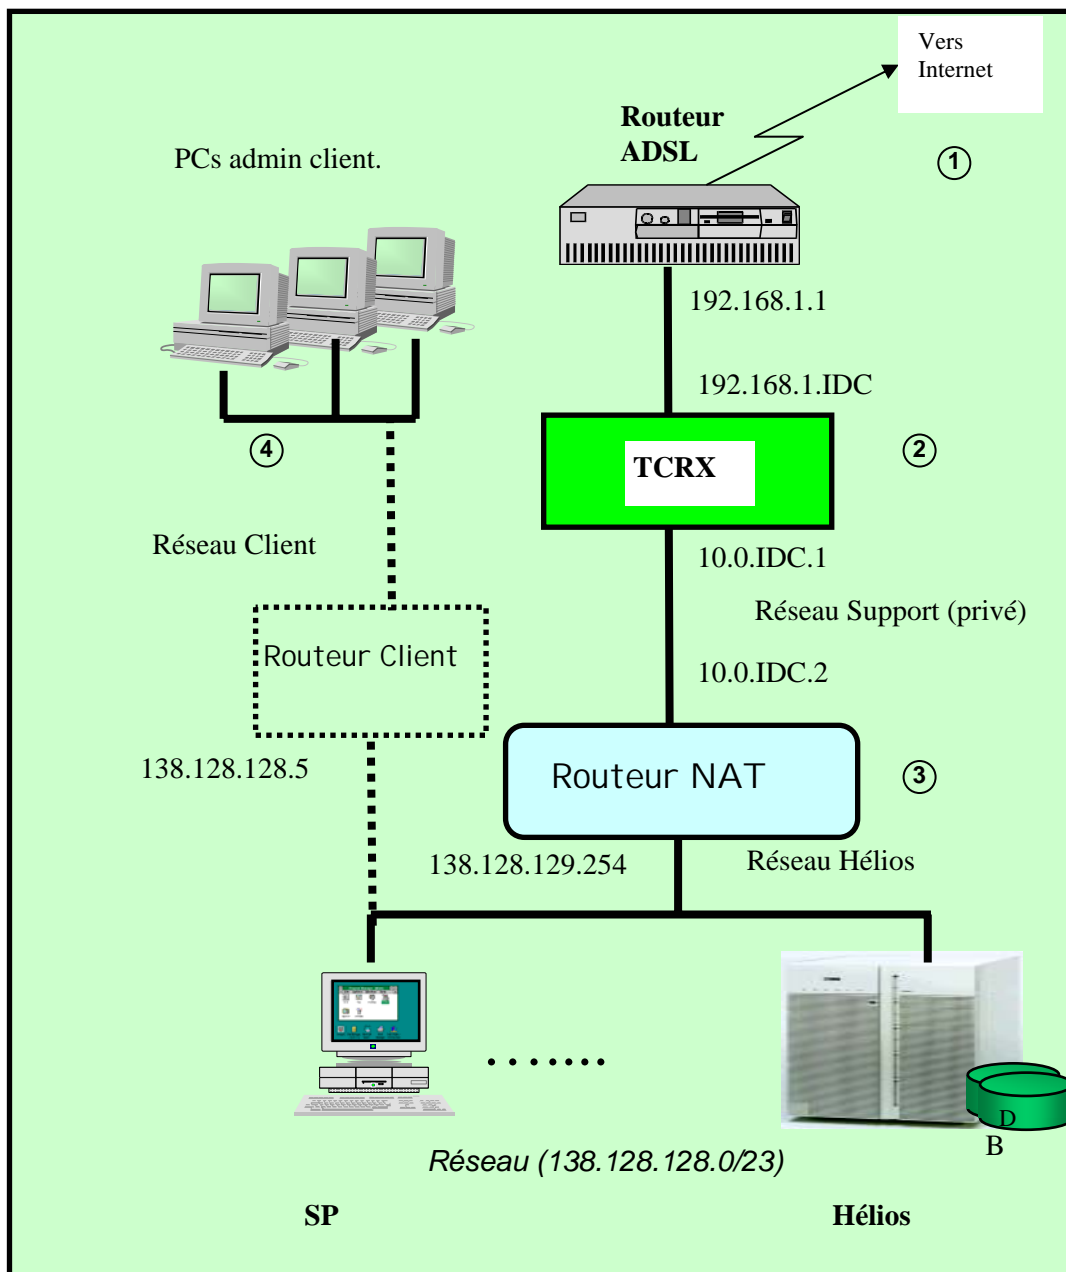 Vers
Internet
Routeur
ADSL
PCs admin client.
1
192.168.1.1
192.168.1.IDC
4
2
TCRX
Réseau Client
10.0.IDC.1
Réseau Support (privé)
Routeur Client
10.0.IDC.2
138.128.128.5
Routeur NAT
3
138.128.129.254
Réseau Hélios
.......
D
B
Réseau (138.128.128.0/23)
SP
Hélios